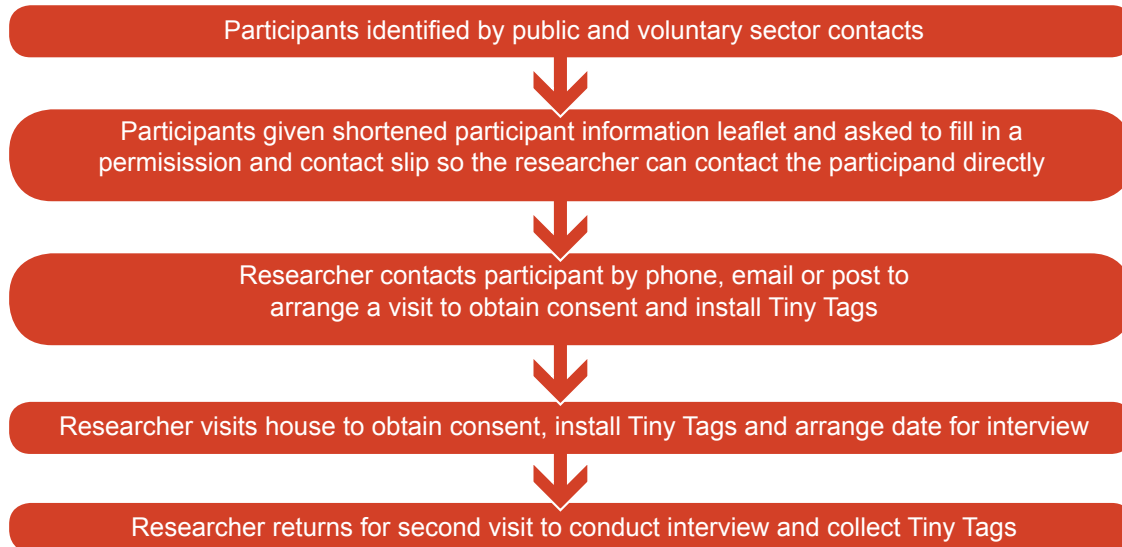 Participants identified by public and voluntary sector contacts
Participants given shortened participant information leaflet and asked to fill in a
permisission and contact slip so the researcher can contact the participand directly
Researcher contacts participant by phone, email or post to
arrange a visit to obtain consent and install Tiny Tags
Researcher visits house to obtain consent, install Tiny Tags and arrange date for interview
Researcher returns for second visit to conduct interview and collect Tiny Tags